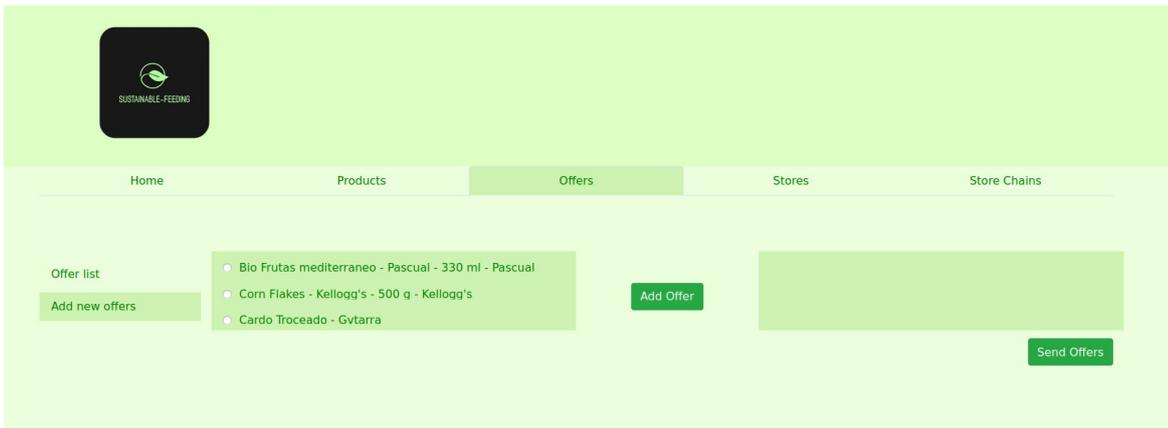 SUSTAINABLE-FEEDING
Home Products Offers Stores Store Chains
Offer list
Add new offers
Bio Frutas mediterraneo - Pascual - 330 ml - Pascual
Corn Flakes - Kellogg's - 500 g - Kellogg's
Cardo Troceado - Gvtarra
Add Offer
Send Offers